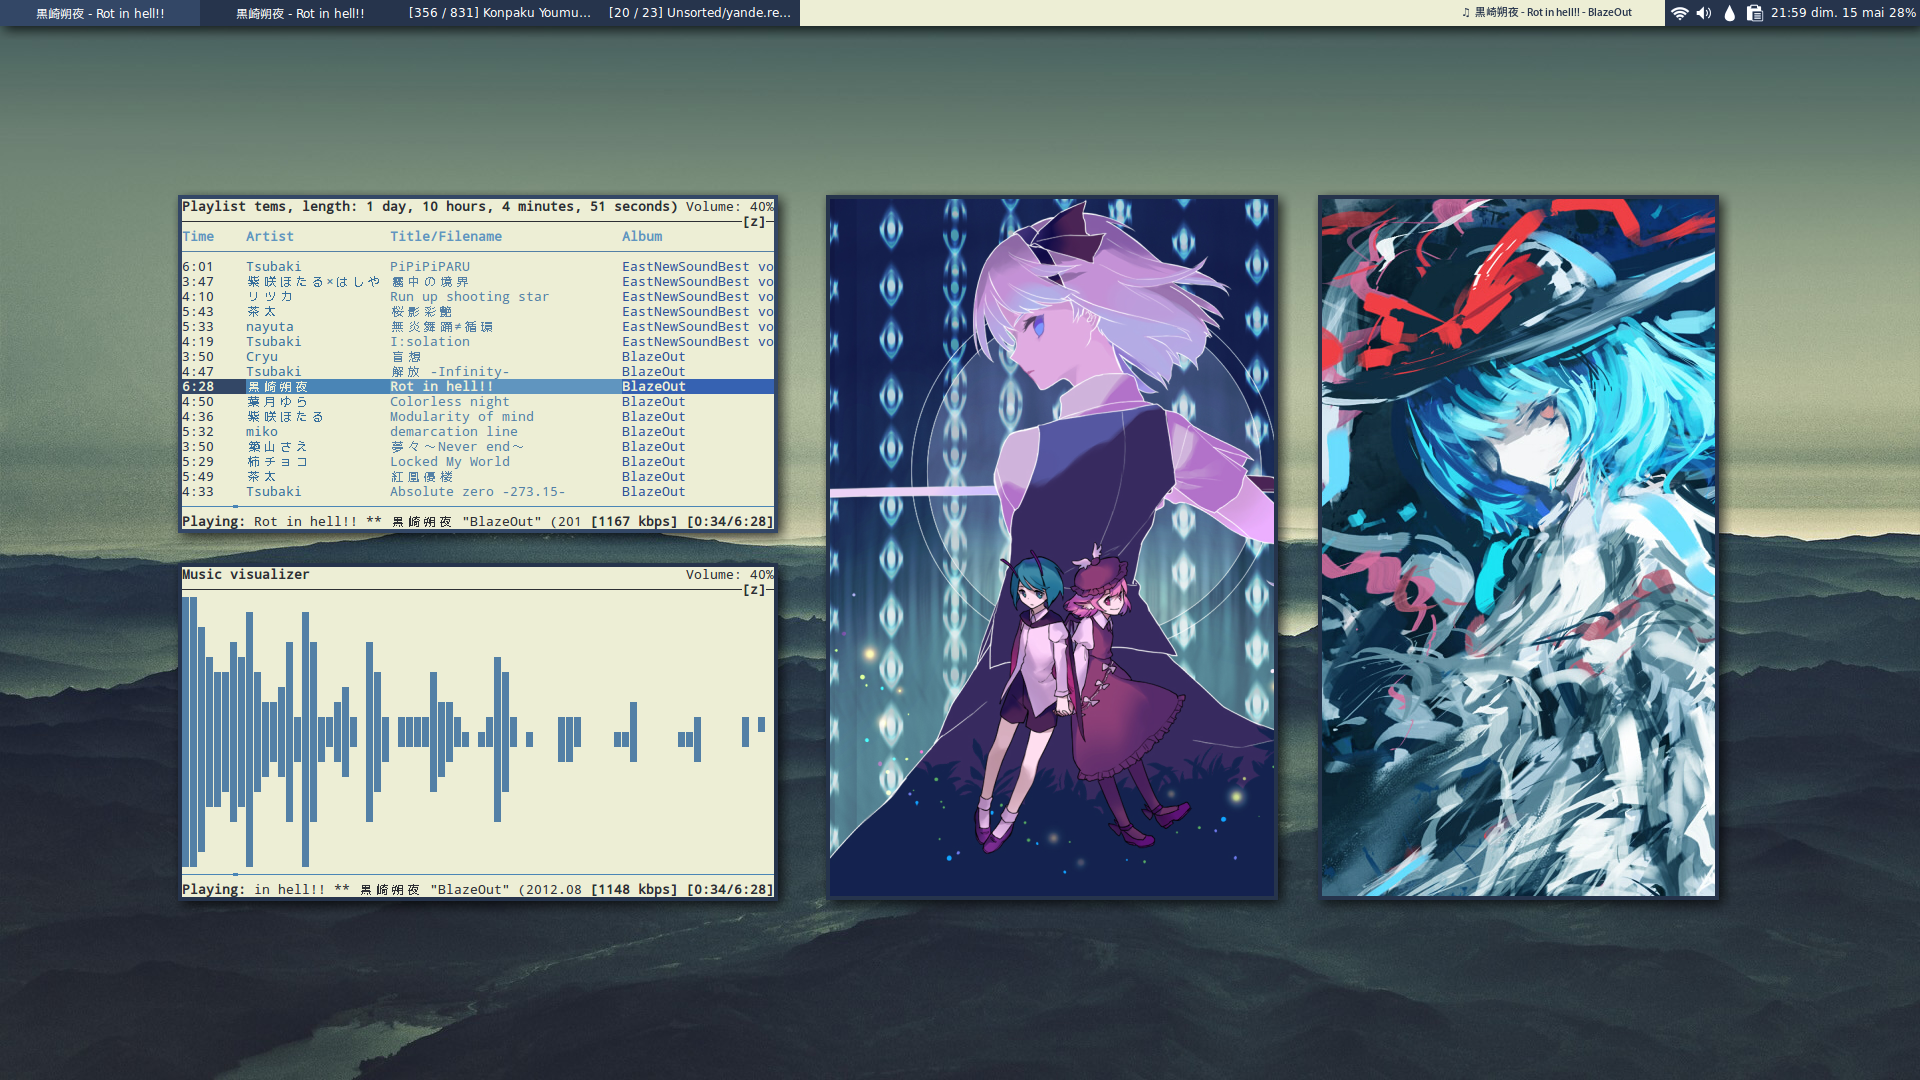 黒崎朔夜 - Rot in hell!!
黒崎朔夜 - Rot in hell!!
[356 / 831] Konpaku Youmu...
[20 / 23] Unsorted/yande.re...
♫ 黒崎朔夜 - Rot in hell!! - BlazeOut
21:59 dim. 15 mai 28%
Playlist tems, length: 1 day, 10 hours, 4 minutes, 51 seconds) Volume: 40%
[z]
Time Artist Title/Filename Album
6:01 Tsubaki PiPiPiPARU EastNewSoundBest vo
3:47 紫咲ほたる×はしや 霧中の境界 EastNewSoundBest vo
4:10 リツカ Run up shooting star EastNewSoundBest vo
5:43 茶太 桜影彩艶 EastNewSoundBest vo
5:33 nayuta 無炎舞踊≠循環 EastNewSoundBest vo
4:19 Tsubaki I:solation EastNewSoundBest vo
3:50 Cryu 盲想 BlazeOut
4:47 Tsubaki 解放 -Infinity- BlazeOut
6:28 黒崎朔夜 Rot in hell!! BlazeOut
4:50 葉月ゆら Colorless night BlazeOut
4:36 紫咲ほたる Modularity of mind BlazeOut
5:32 miko demarcation line BlazeOut
3:50 築山さえ 夢々～Never end～ BlazeOut
5:29 柿チョコ Locked My World BlazeOut
5:49 茶太 紅凰優楼 BlazeOut
4:33 Tsubaki Absolute zero -273.15- BlazeOut
Playing: Rot in hell!! ** 黒崎朔夜 "BlazeOut" (201 [1167 kbps] [0:34/6:28]
Music visualizer Volume: 40%
[z]
Playing: in hell!! ** 黒崎朔夜 "BlazeOut" (2012.08 [1148 kbps] [0:34/6:28]